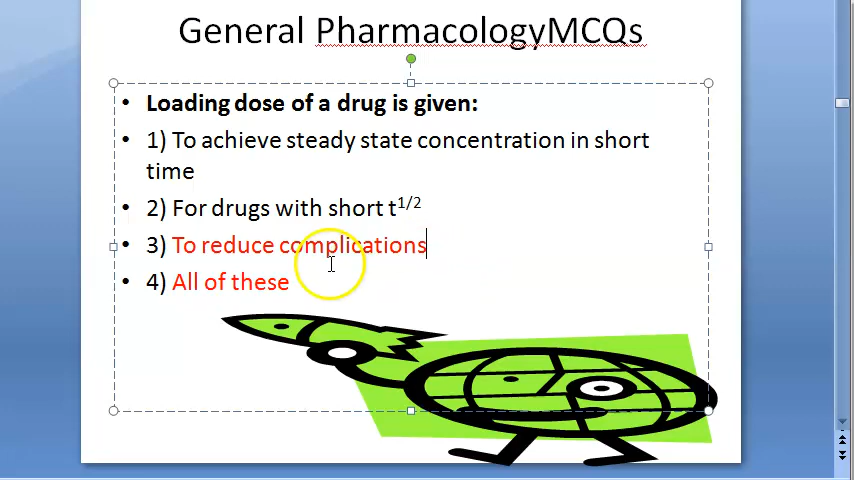 General PharmacologyMCQs
• Loading dose of a drug is given:
• 1) To achieve steady state concentration in short
time
• 2) For drugs with short t1/2
• 3) To reduce complications
• 4) All of these